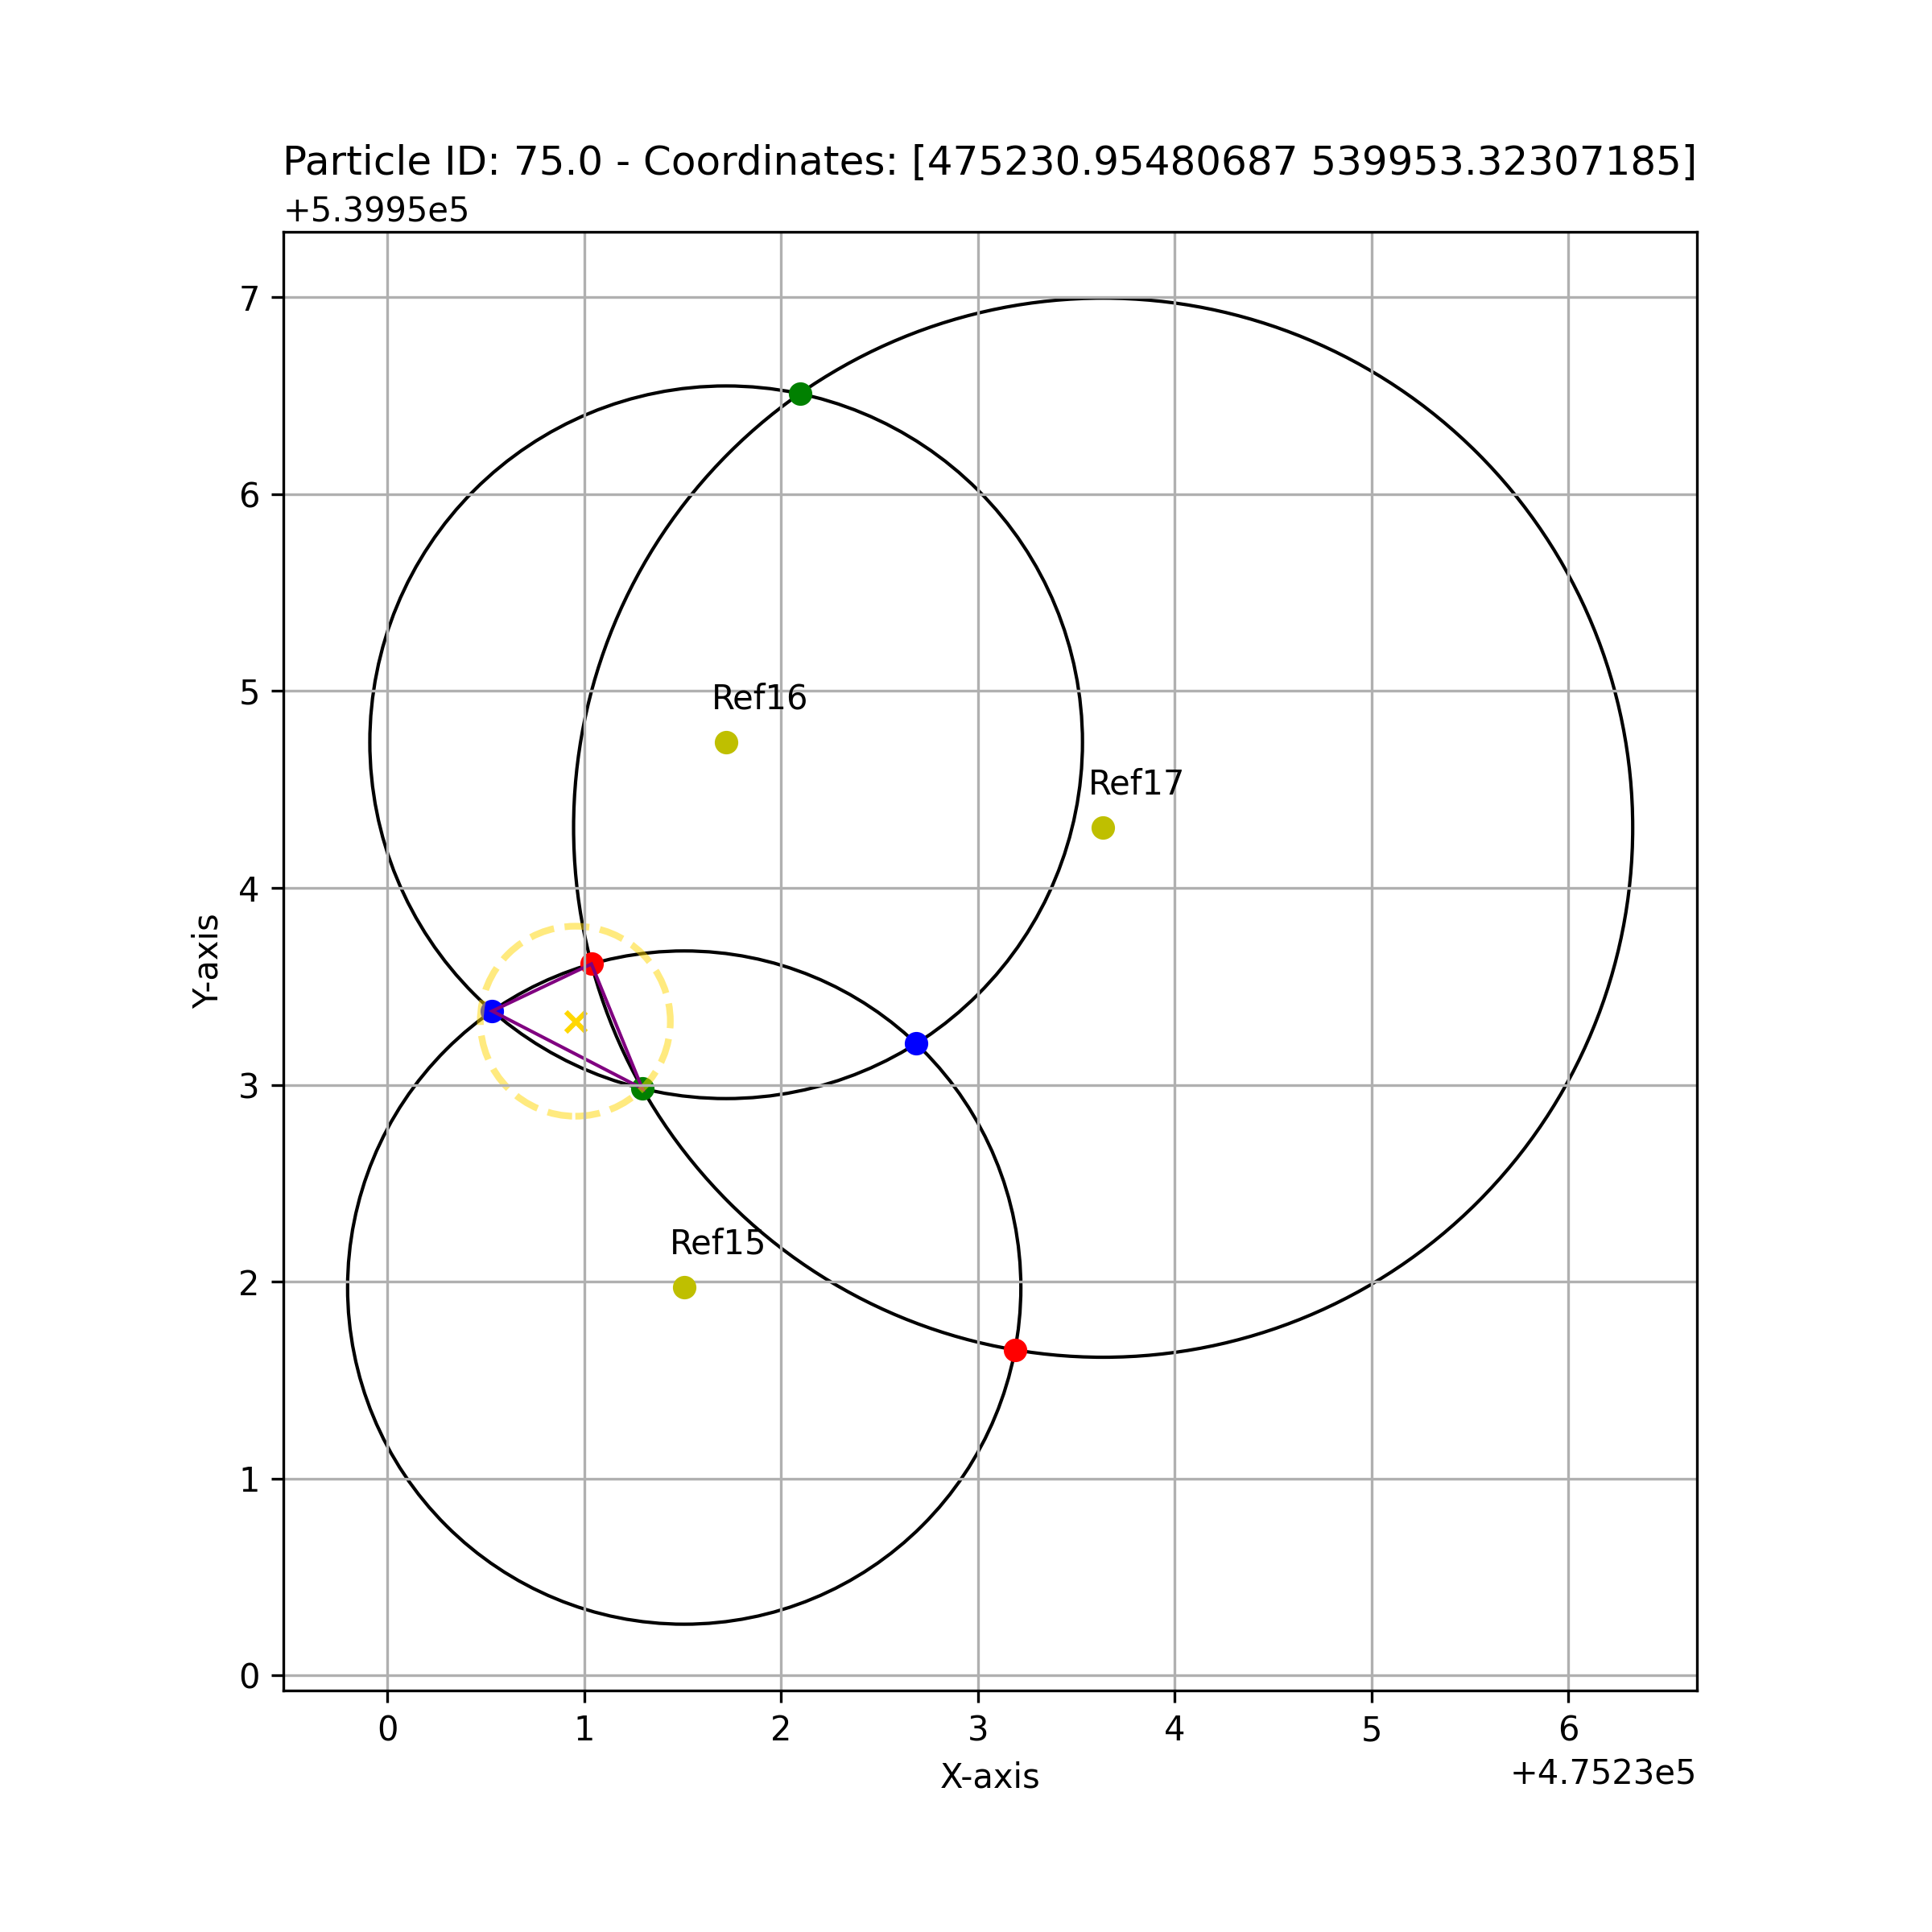 Particle ID: 75.0 - Coordinates: [475230.95480687 539953.32307185]
+5.3995e5
7
6
5
4
3
2
1
0
Y-axis
Ref16
Ref17
Ref15
0 1 2 3 4 5 6
X-axis
+4.7523e5